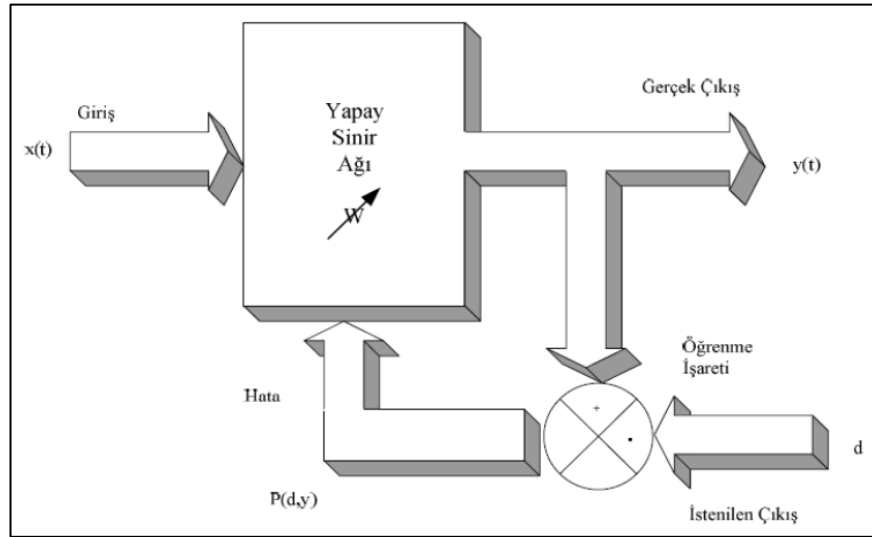 Giriş
x(t)
Yapay
Sinir
Ağı
W
Gerçek Çıkış
y(t)
Öğrenme
İşareti
+
-
Hata
P(d,y)
d
İstenilen Çıkış